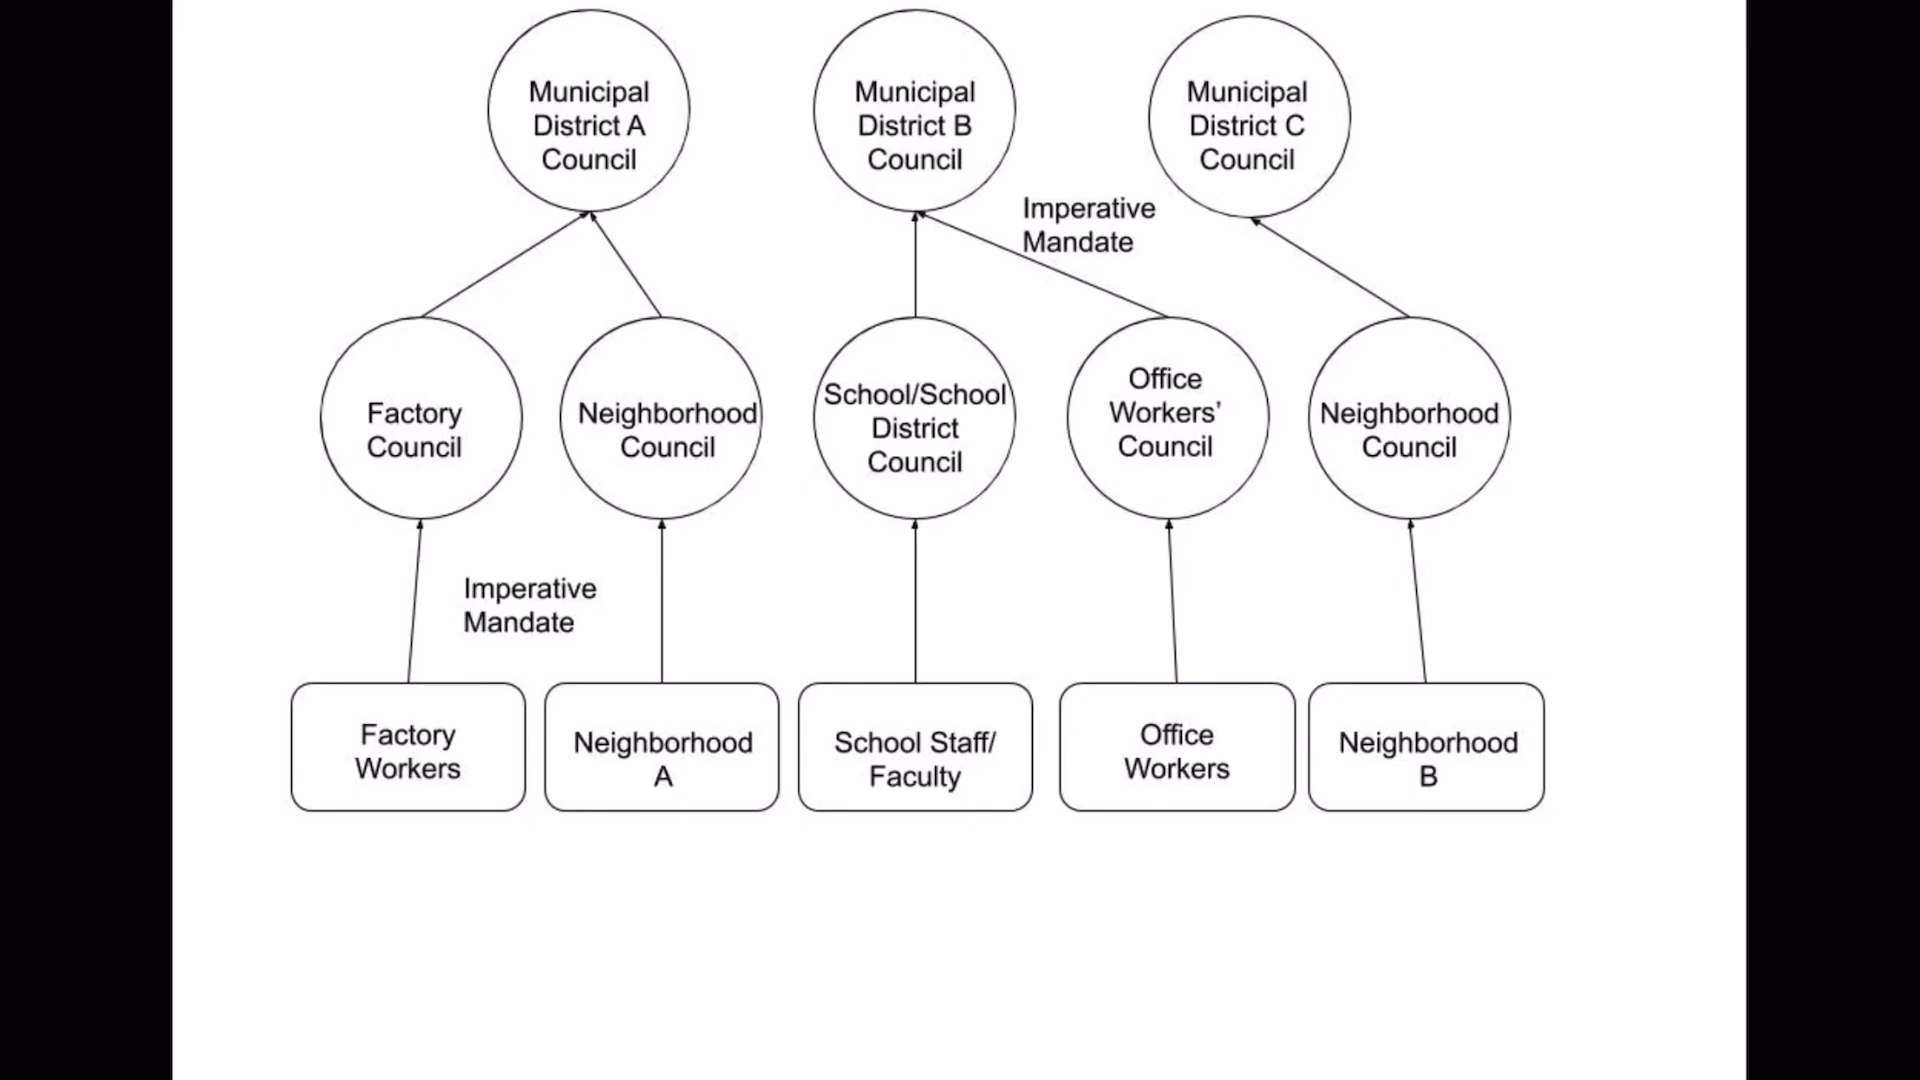 Municipal
District A
Council
Municipal
District B
Council
Municipal
District C
Council
Imperative
Mandate
Factory
Council
Neighborhood
Council
School/School
District
Council
Office
Workers’
Council
Neighborhood
Council
Imperative
Mandate
Factory
Workers
Neighborhood
A
School Staff/
Faculty
Office
Workers
Neighborhood
B